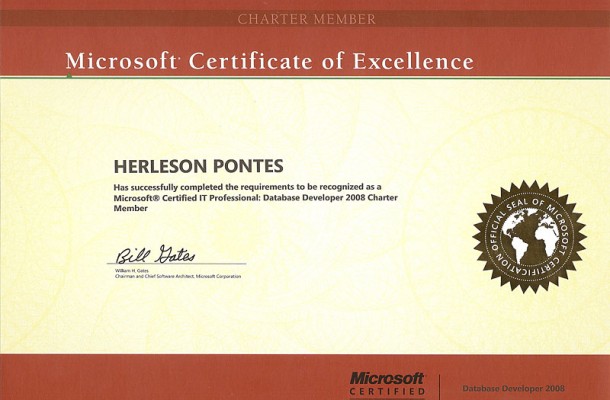 CHARTER MEMBER
Microsoft® Certificate of Excellence
HERLESON PONTES
Has successfully completed the requirements to be recognized as a
Microsoft® Certified IT Professional: Database Developer 2008 Charter
Member
Bill Gates
William H. Gates
Chairman and Chief Software Architect, Microsoft Corporation
OFFICIAL SEAL OF MICROSOFT CERTIFICATION
Microsoft
CERTIFIED
Database Developer 2008